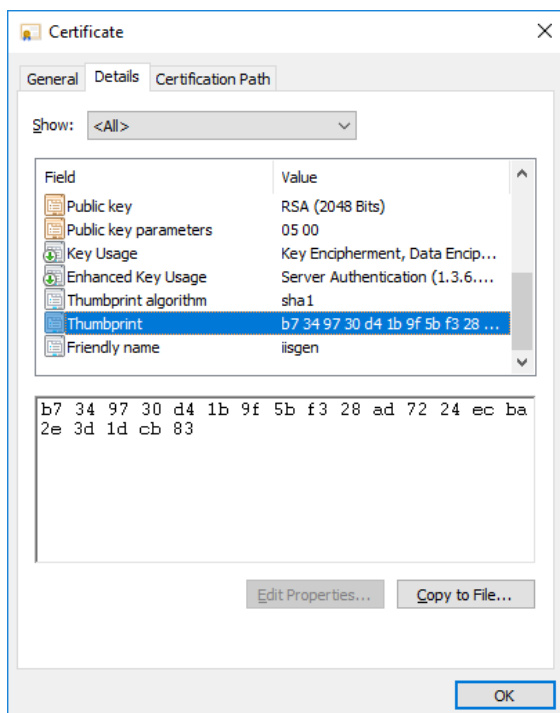 Certificate
General Details Certification Path
Show: <All>
Field Value
Public key RSA (2048 Bits)
Public key parameters 05 00
Key Usage Key Encipherment, Data Encip...
Enhanced Key Usage Server Authentication (1.3.6....
Thumbprint algorithm sha1
Thumbprint b7 34 97 30 d4 1b 9f 5b f3 28 ...
Friendly name iisgen
b7 34 97 30 d4 1b 9f 5b f3 28 ad 72 24 ec ba
2e 3d 1d cb 83
Edit Properties... Copy to File...
OK